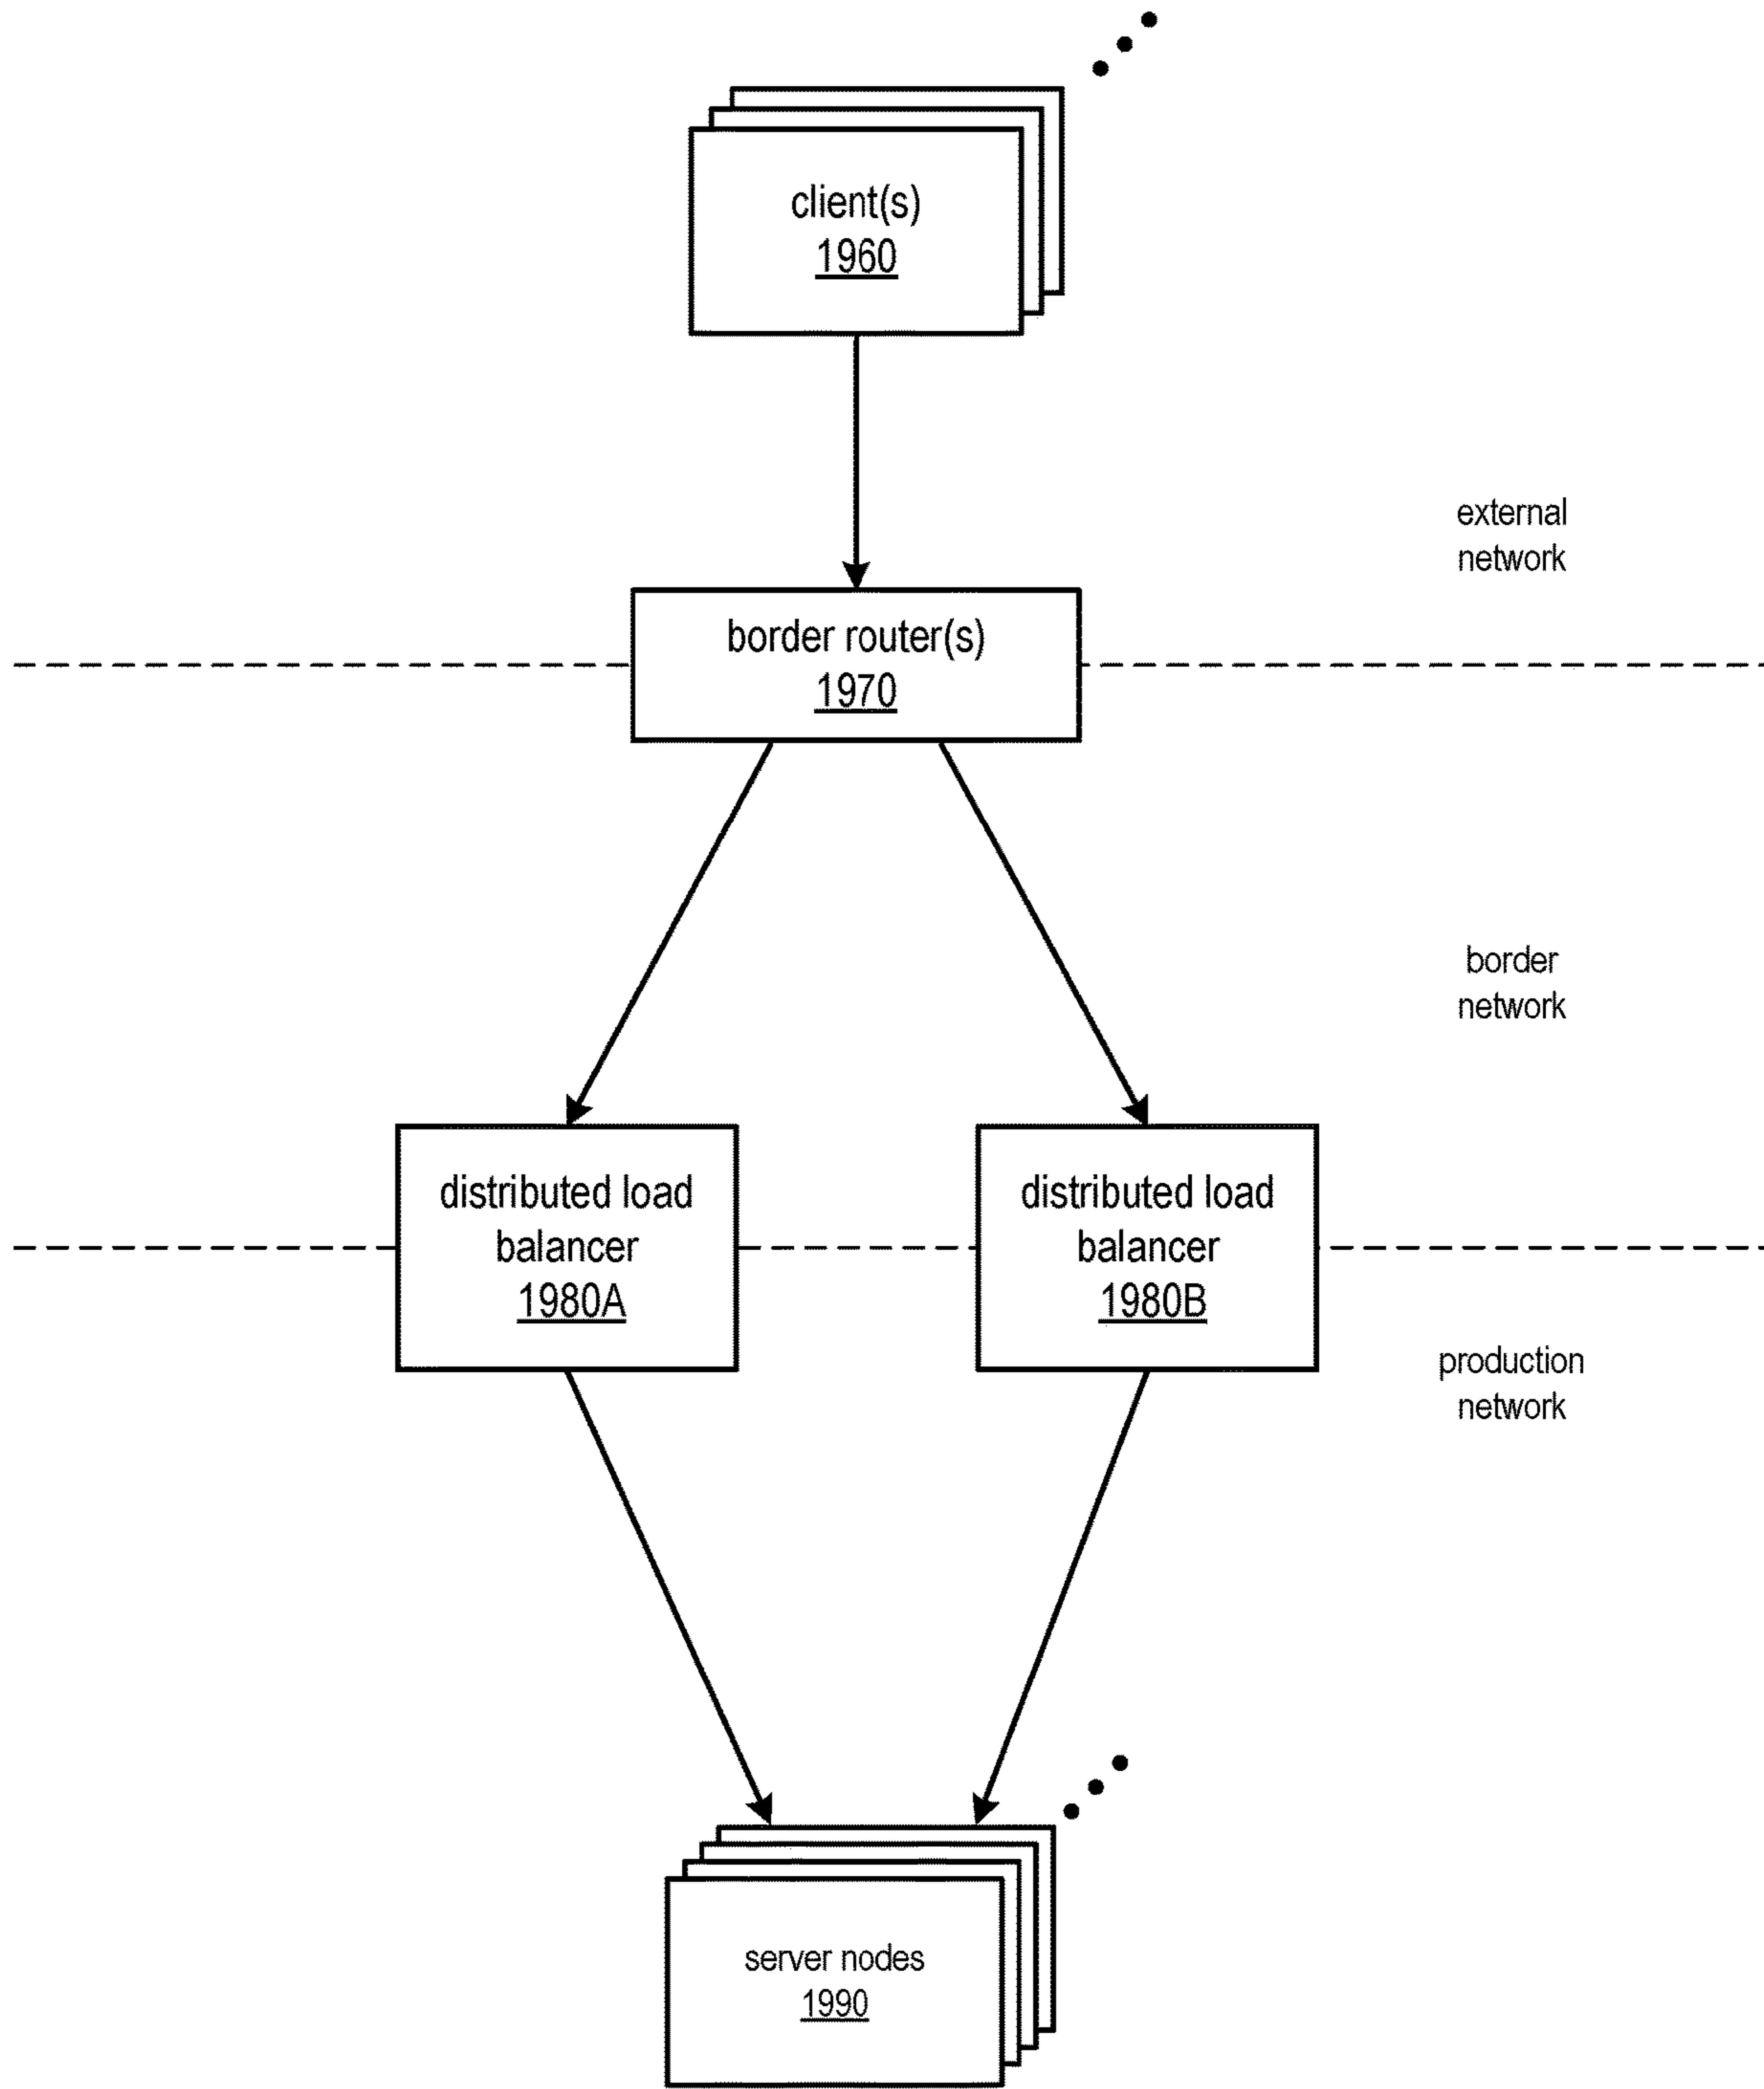 client(s)
1960
external
network
border router(s)
1970
border
network
distributed load
balancer
1980A
distributed load
balancer
1980B
production
network
server nodes
1990